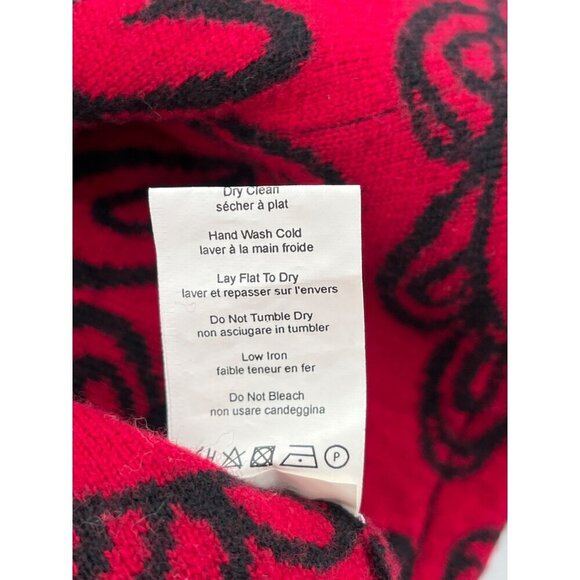 Dry Clean
sécher à plat
Hand Wash Cold
laver à la main froide
Lay Flat To Dry
laver et repasser sur l'envers
Do Not Tumble Dry
non asciugare in tumbler
Low Iron
faible teneur en fer
Do Not Bleach
non usare candeggina
P